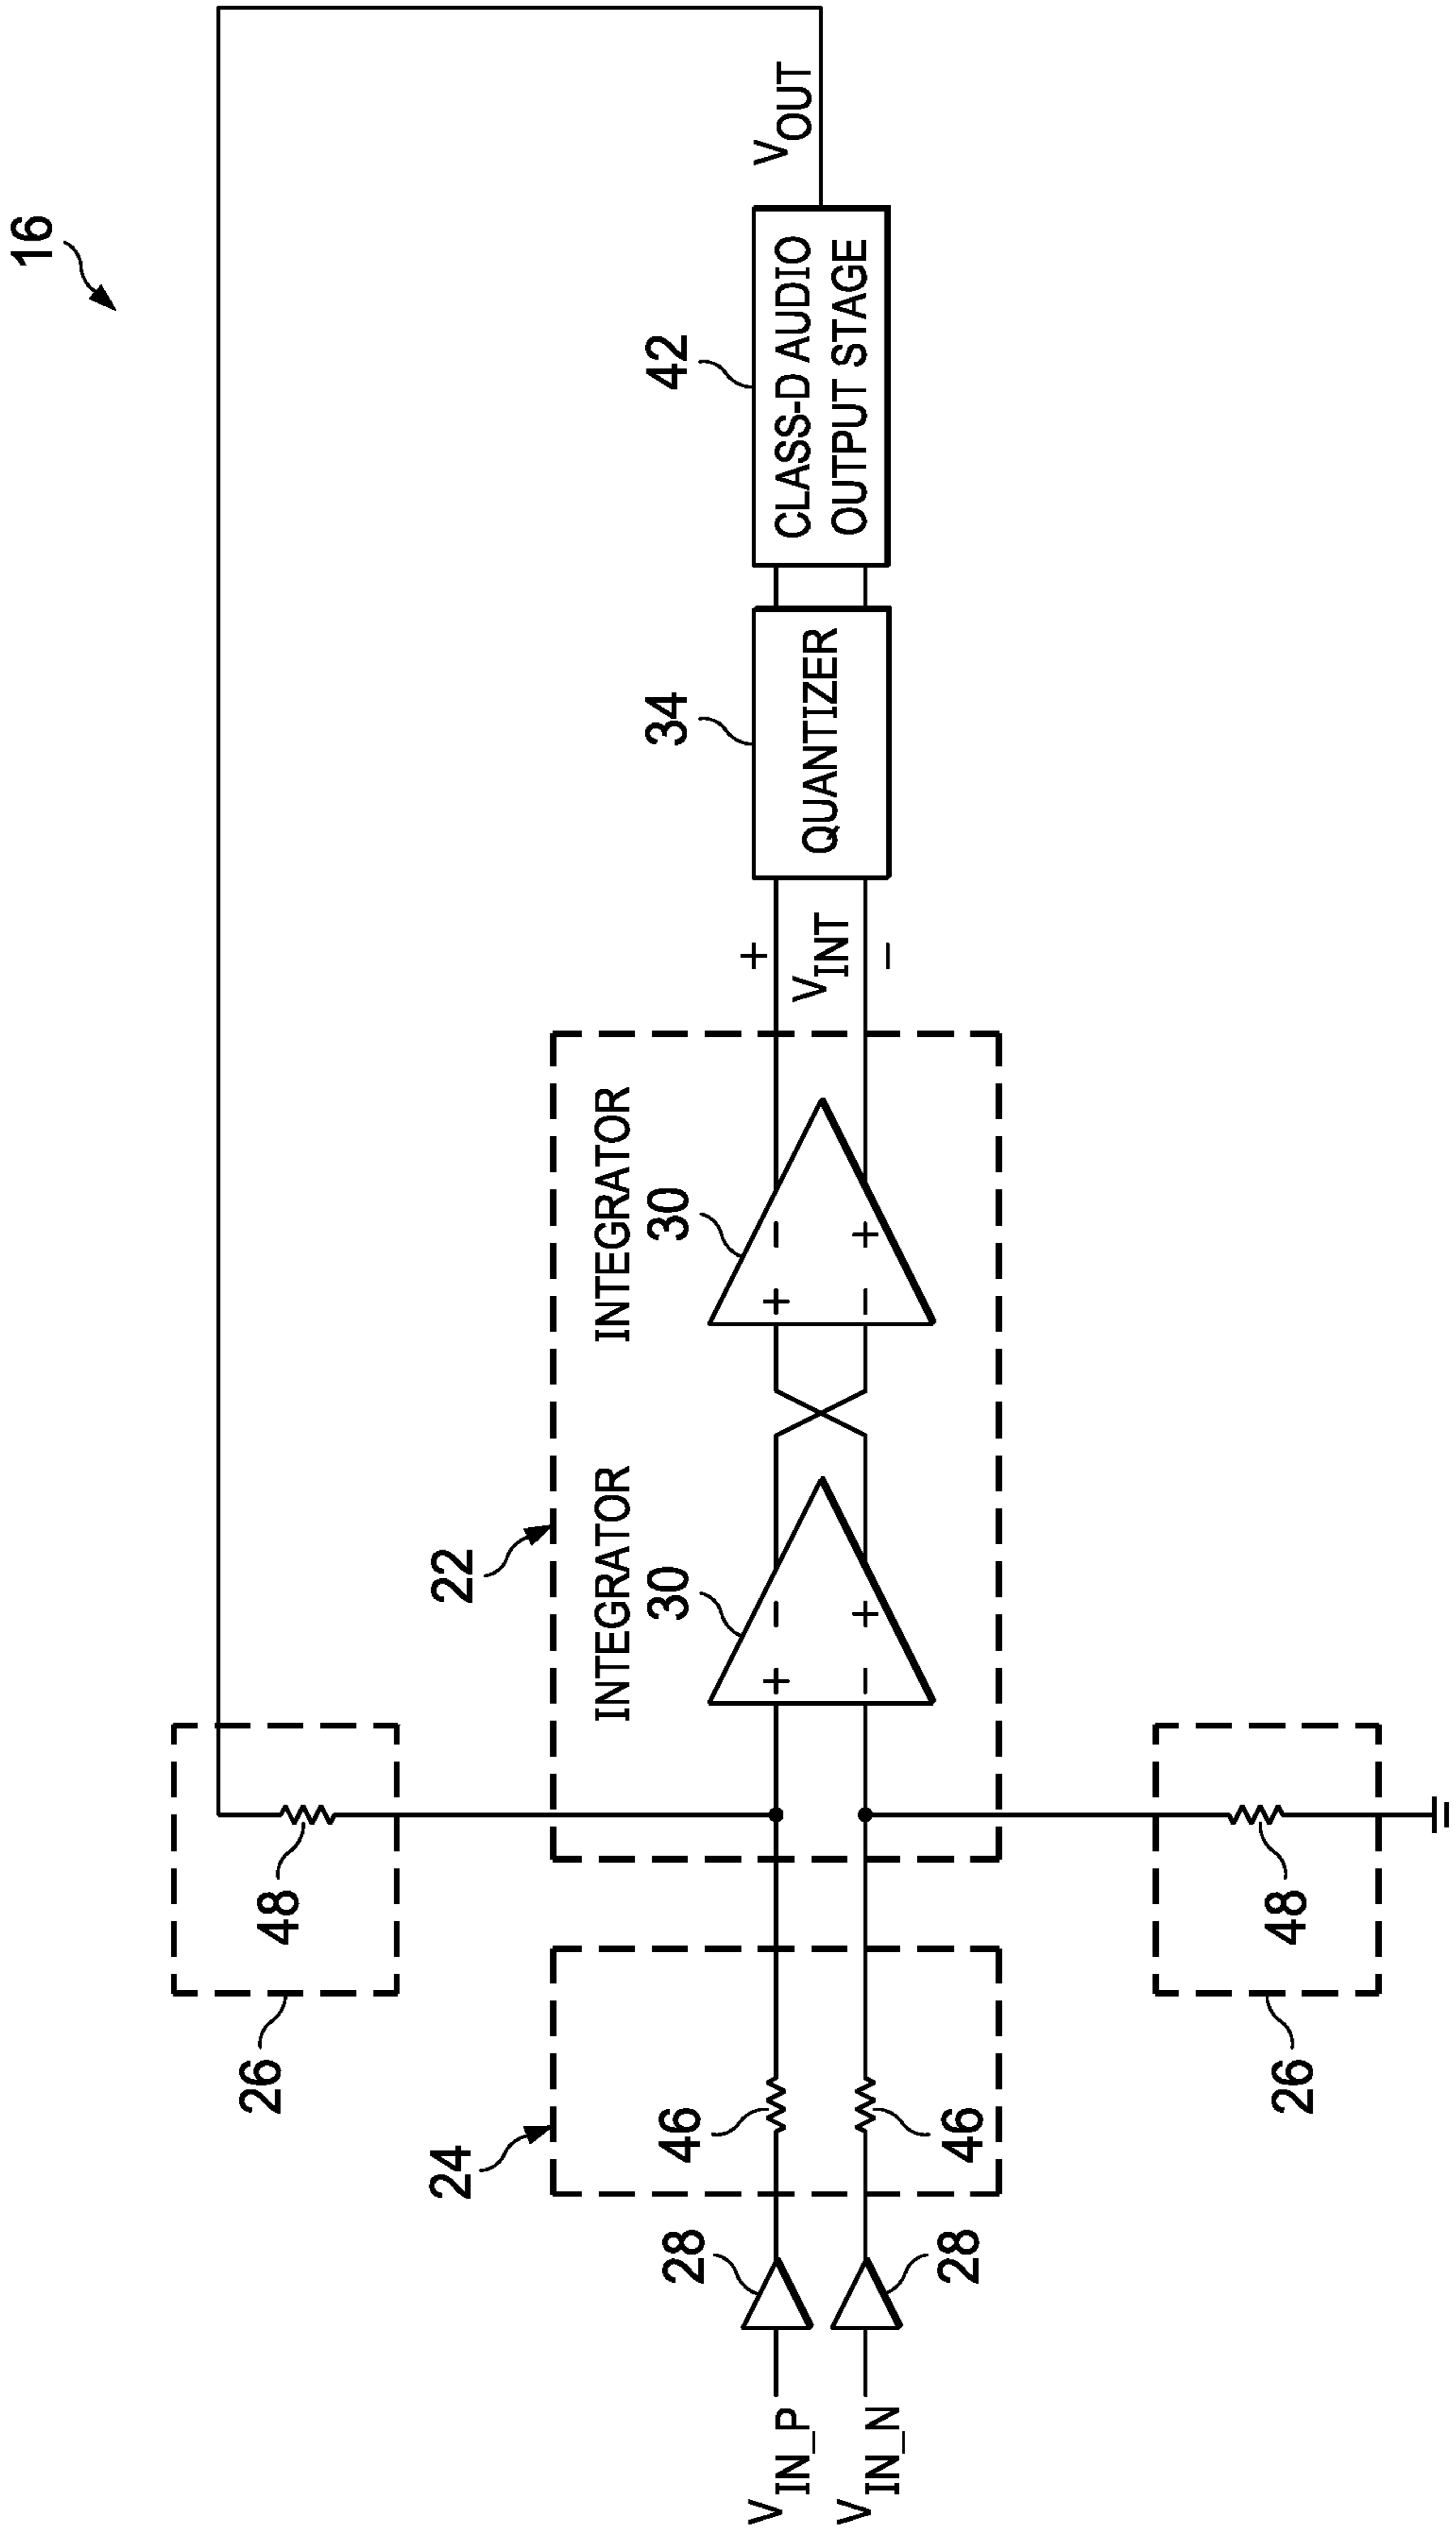 16
V_OUT
42
CLASS-D AUDIO
OUTPUT STAGE
34
QUANTIZER
+
V_INT
−
22
INTEGRATOR
30
+ −
− +
INTEGRATOR
30
+ −
− +
48
26
48
26
24
46
46
28
28
V_IN_P
V_IN_N